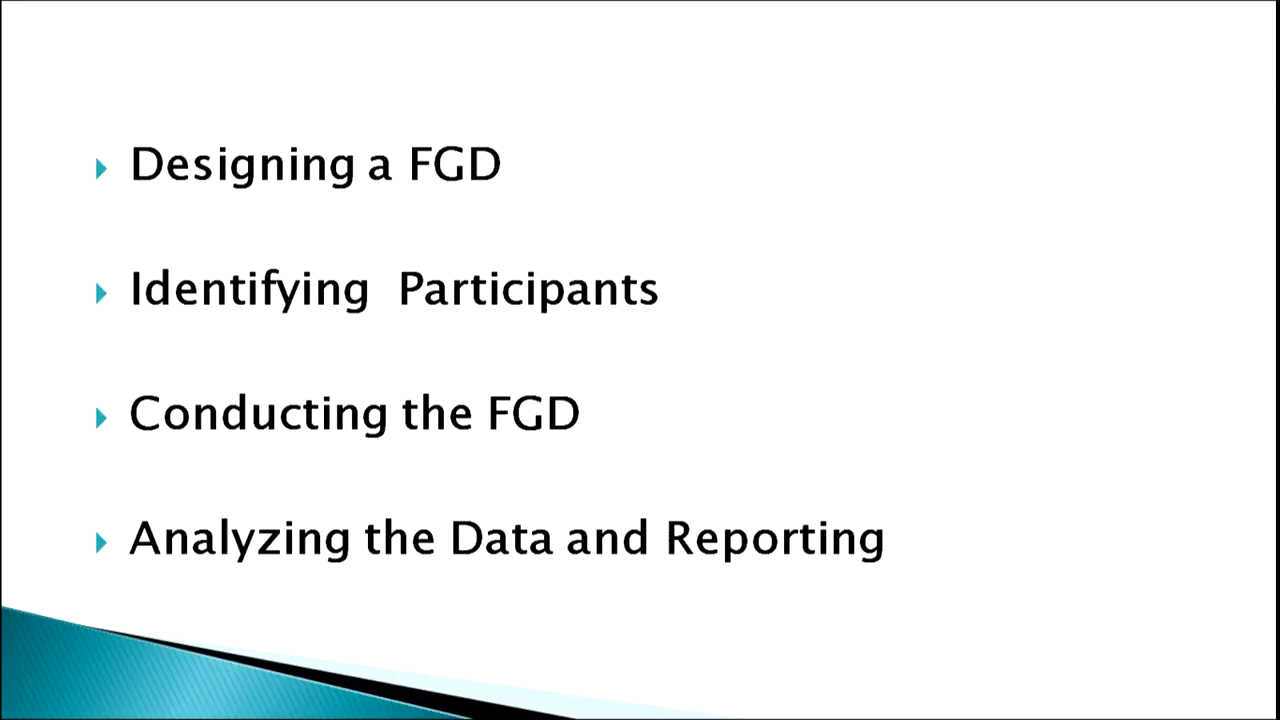 Designing a FGD
Identifying  Participants
Conducting the FGD
Analyzing the Data and Reporting